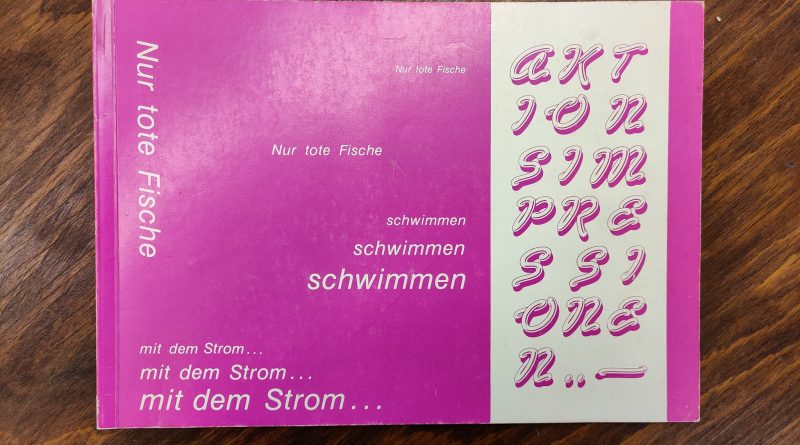 Nur tote Fische
Nur tote Fische
Nur tote Fische
schwimmen
schwimmen
schwimmen
mit dem Strom...
mit dem Strom...
mit dem Strom...
AKT
ION
SIM
PRE
SSI
ONE
N..—